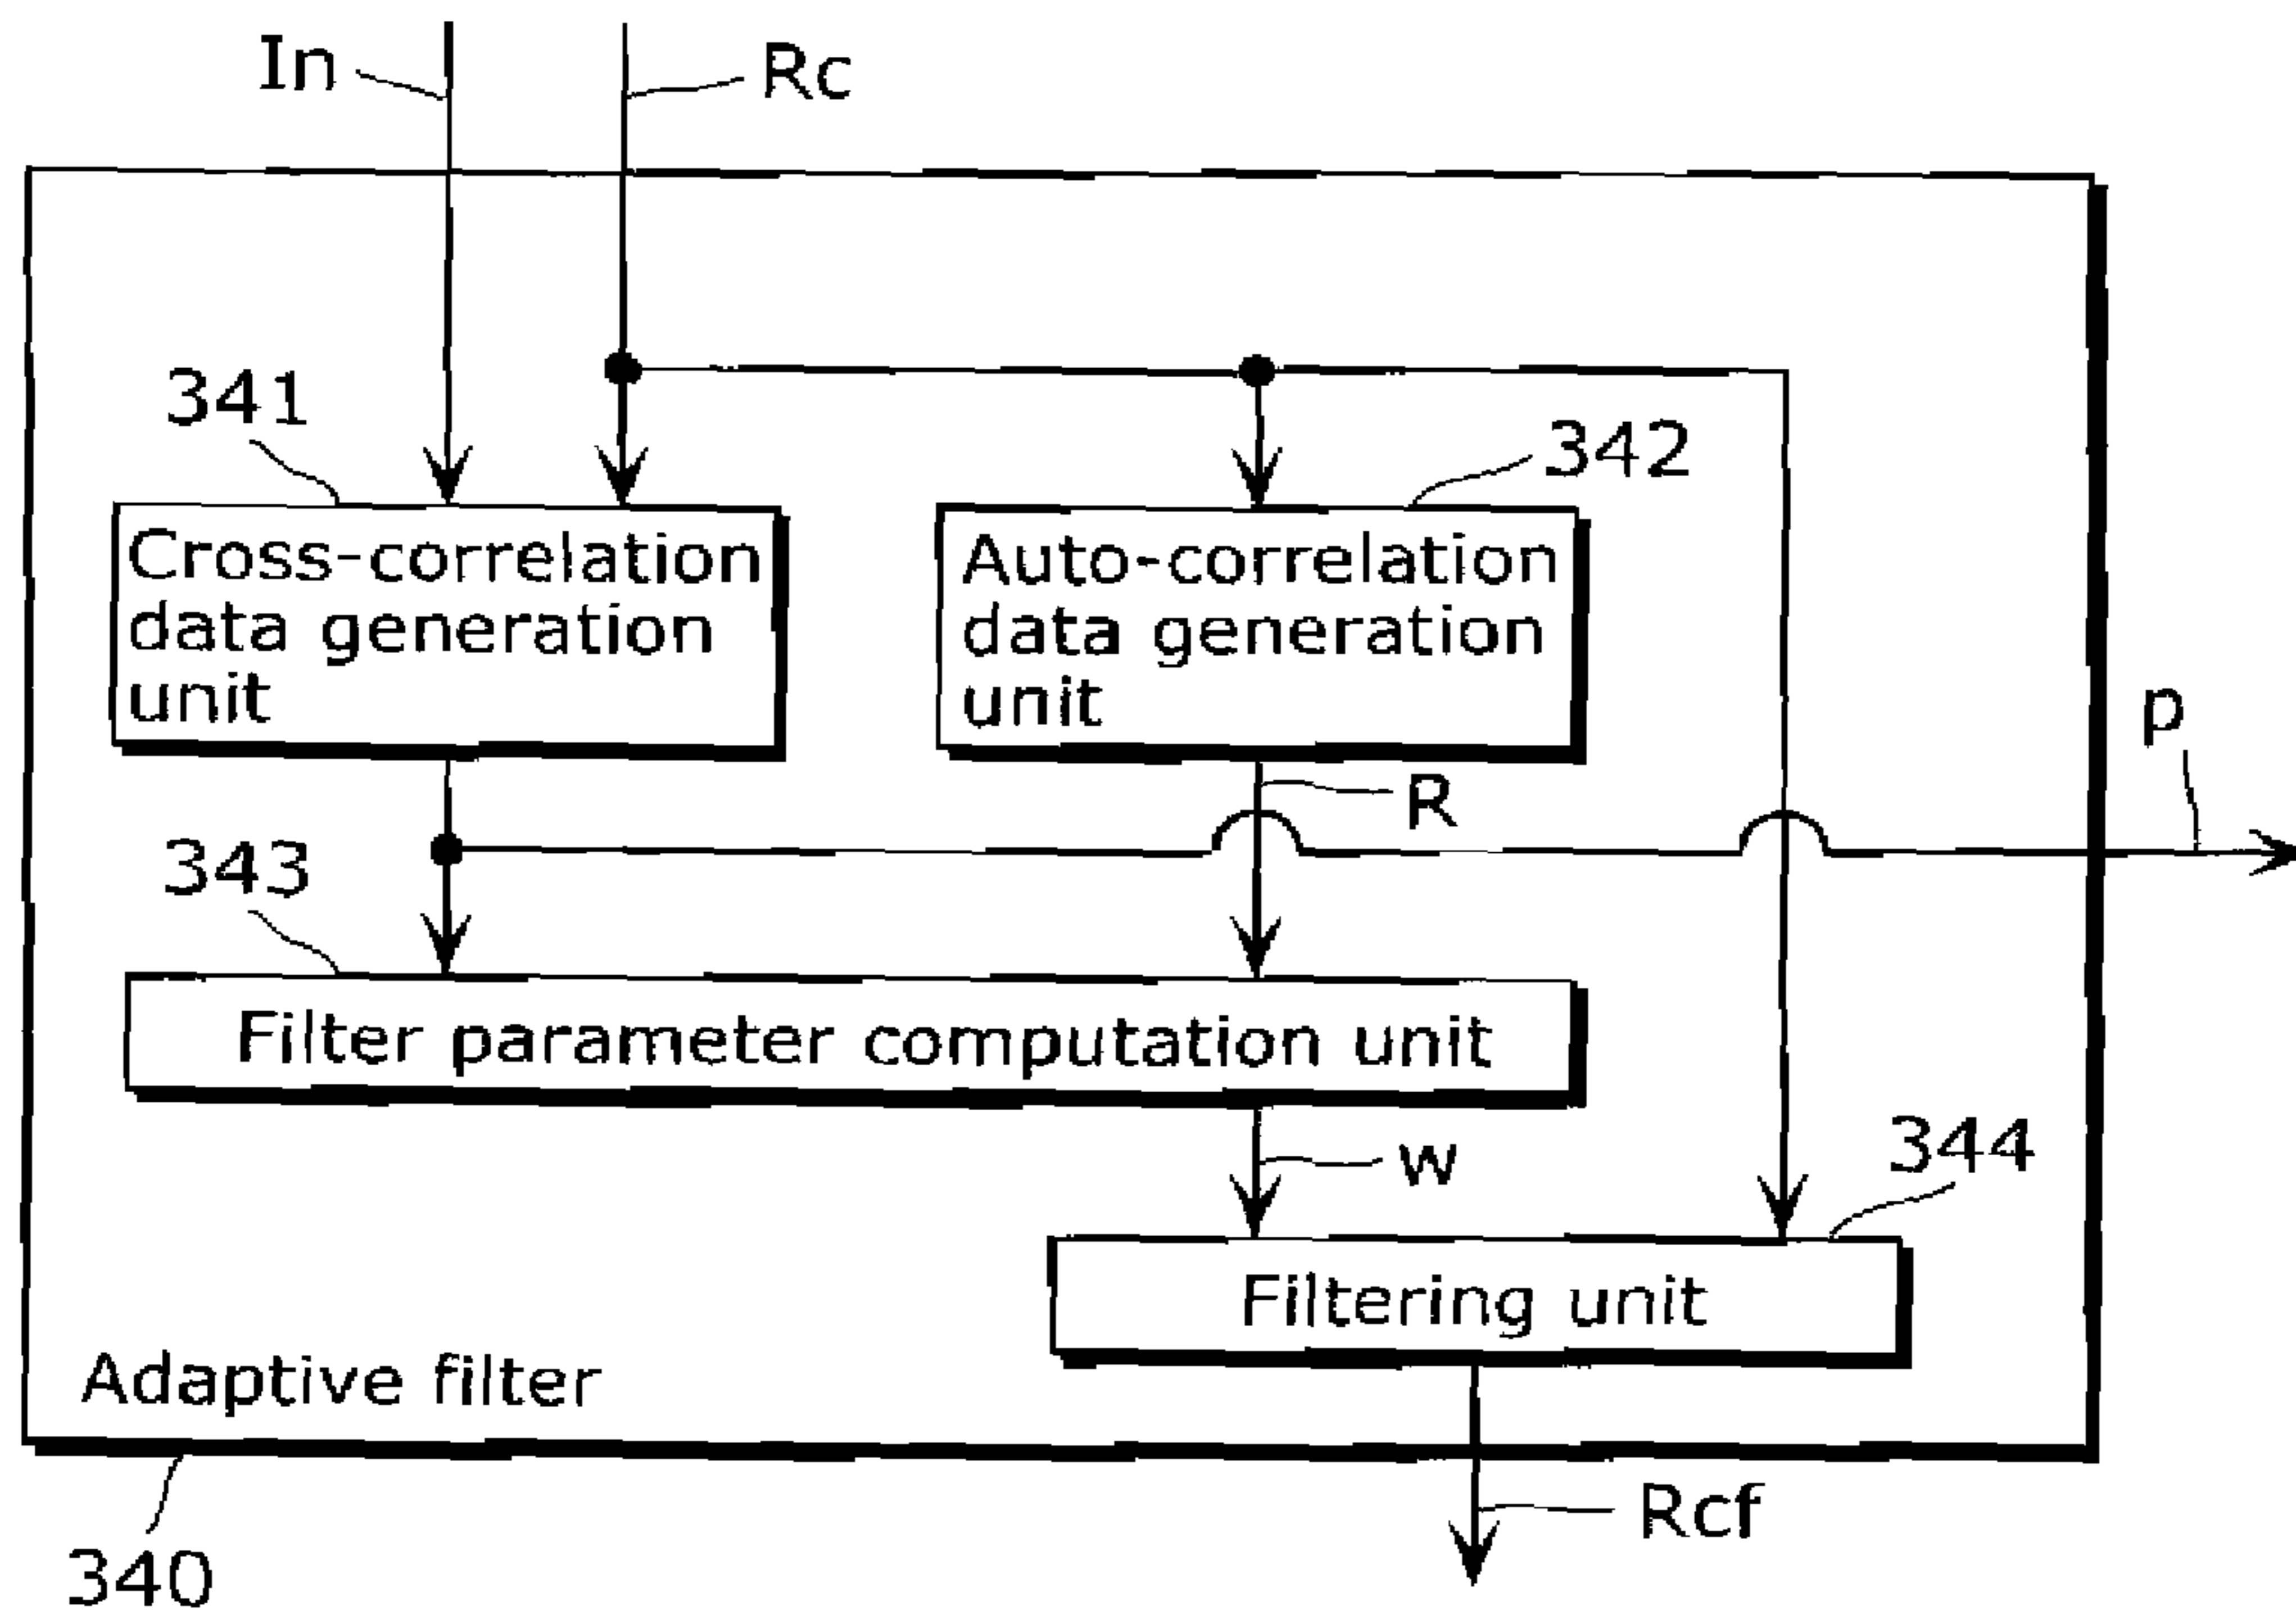 In
Rc
341
342
Cross-correlation
data generation
unit
Auto-correlation
data generation
unit
p
R
343
Filter parameter computation unit
w
344
Filtering unit
Adaptive filter
Rcf
340